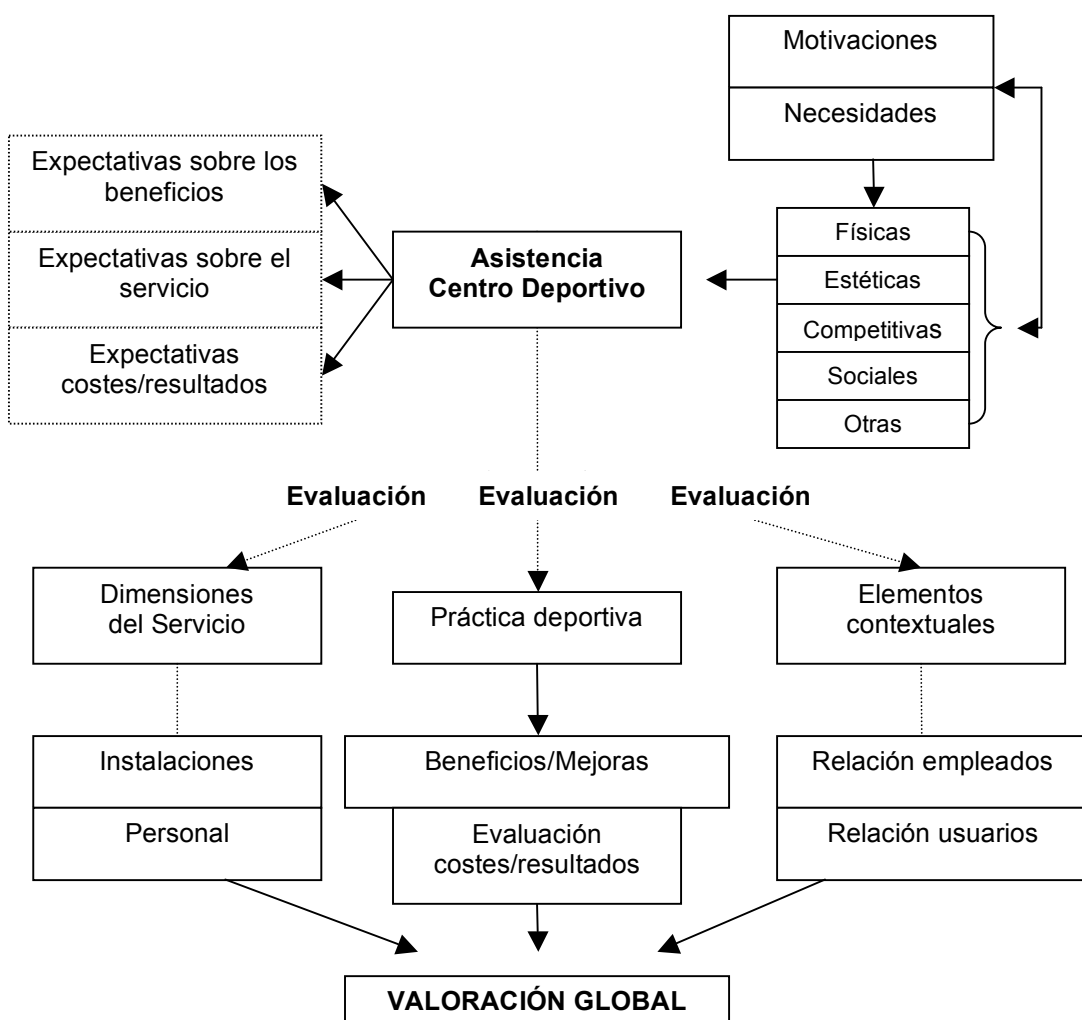 Motivaciones
Necesidades
Expectativas sobre los
beneficios
Expectativas sobre el
servicio
Expectativas
costes/resultados
Asistencia
Centro Deportivo
Físicas
Estéticas
Competitivas
Sociales
Otras
Evaluación
Evaluación
Evaluación
Dimensiones
del Servicio
Práctica deportiva
Elementos
contextuales
Instalaciones
Personal
Beneficios/Mejoras
Evaluación
costes/resultados
Relación empleados
Relación usuarios
VALORACIÓN GLOBAL